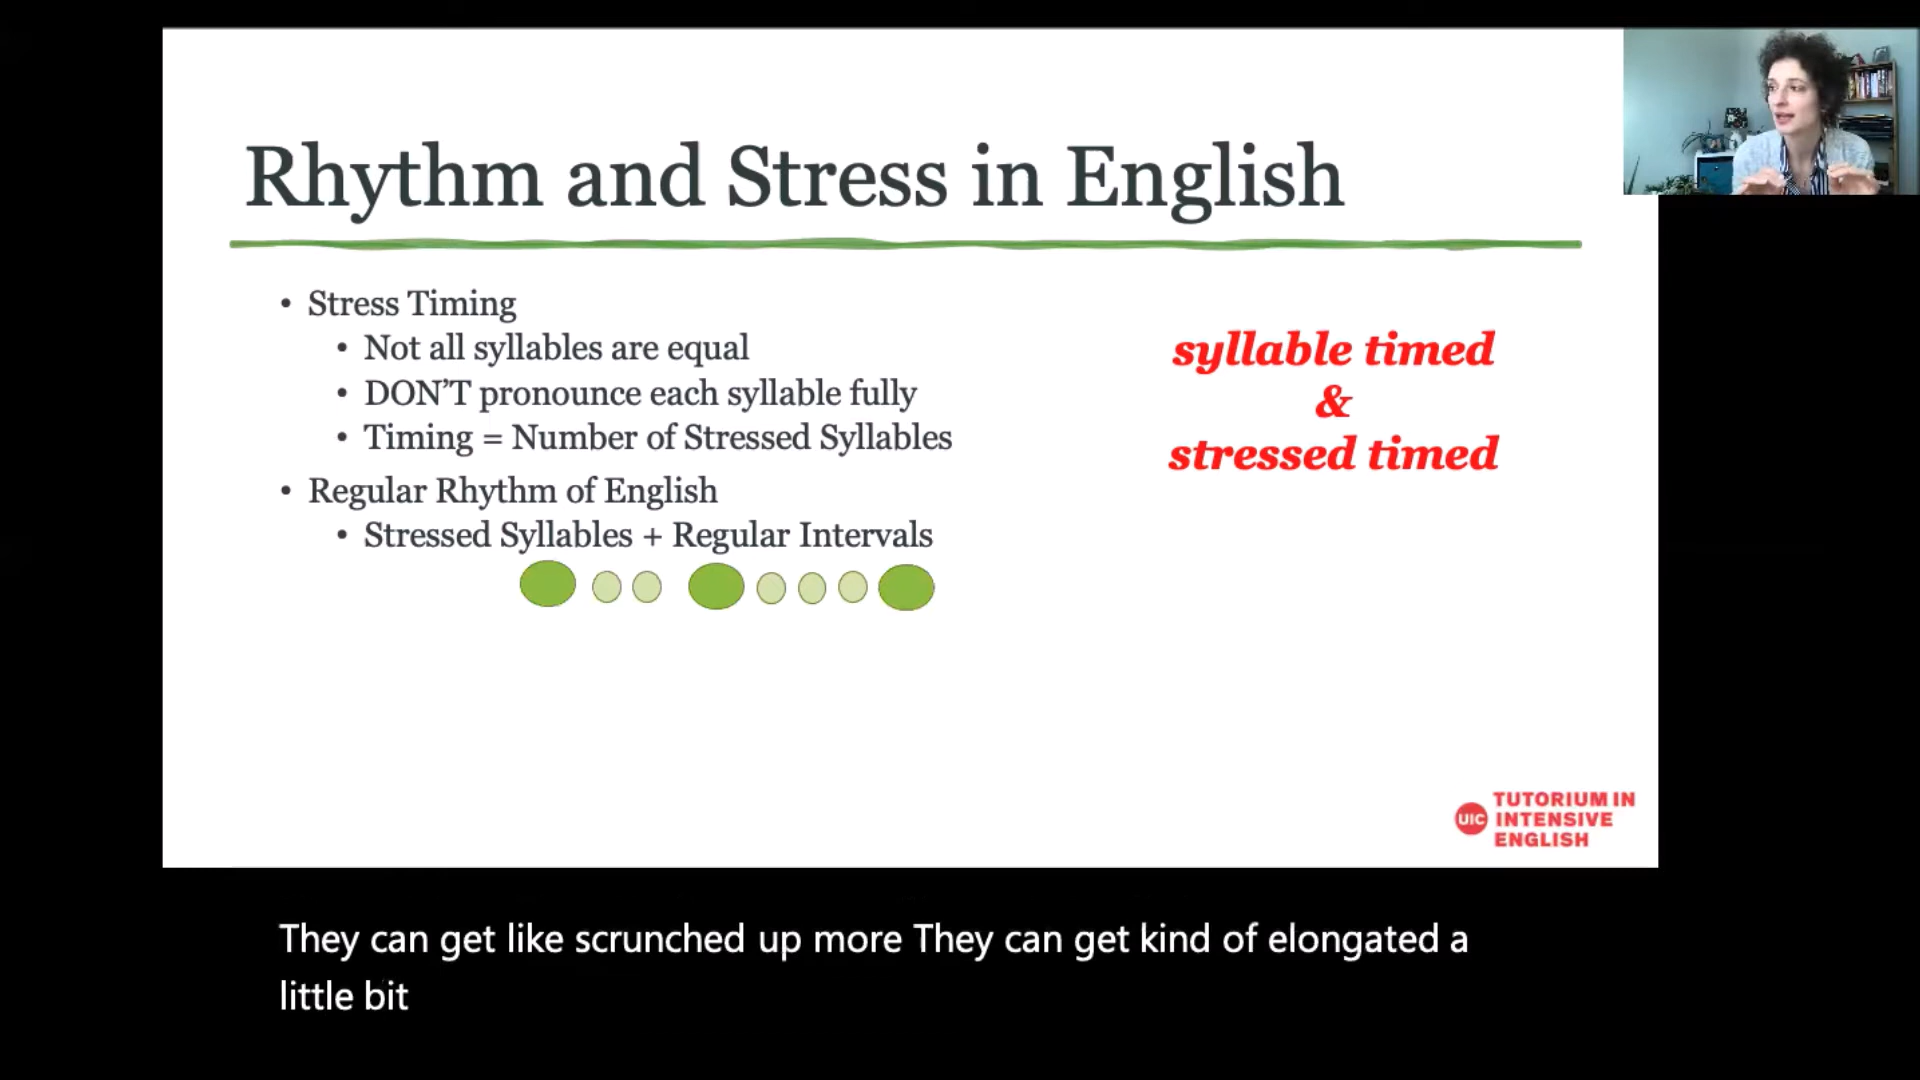 Rhythm and Stress in English
• Stress Timing
• Not all syllables are equal
• DON’T pronounce each syllable fully
• Timing = Number of Stressed Syllables
• Regular Rhythm of English
• Stressed Syllables + Regular Intervals
syllable timed
&
stressed timed
UIC
TUTORIUM IN
INTENSIVE
ENGLISH
They can get like scrunched up more They can get kind of elongated a
little bit